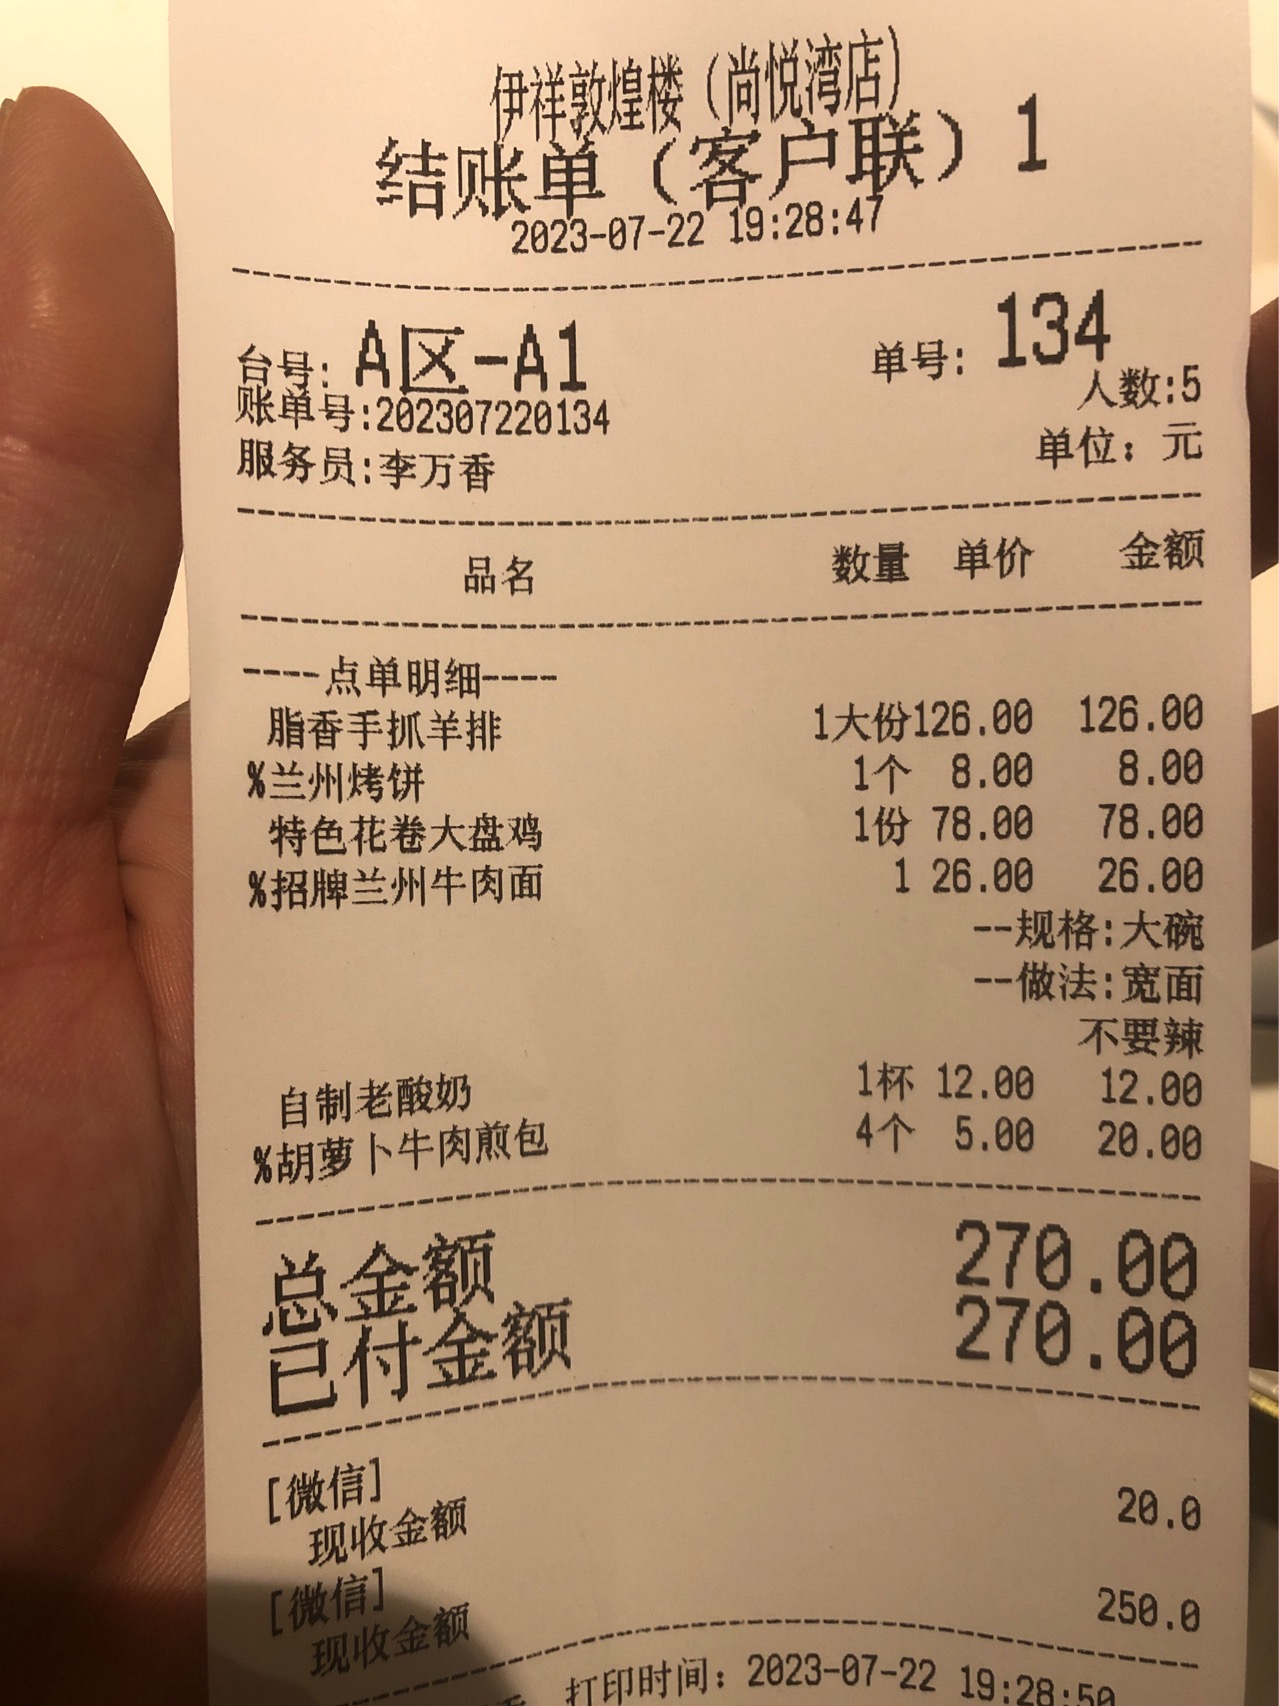 伊祥敦煌楼（尚悦湾店）
结账单（客户联）1
2023-07-22 19:28:47
台号: A区-A1 单号: 134
人数:5
账单号:202307220134
服务员:李万香 单位：元
品名 数量 单价 金额
----点单明细----
脂香手抓羊排 1大份126.00 126.00
%兰州烤饼 1个 8.00 8.00
特色花卷大盘鸡 1份 78.00 78.00
%招牌兰州牛肉面 1 26.00 26.00
--规格:大碗
--做法:宽面
不要辣
自制老酸奶 1杯 12.00 12.00
%胡萝卜牛肉煎包 4个 5.00 20.00
总金额 270.00
已付金额 270.00
[微信]
现收金额 20.0
[微信]
现收金额 250.0
打印时间: 2023-07-22 19:28:50